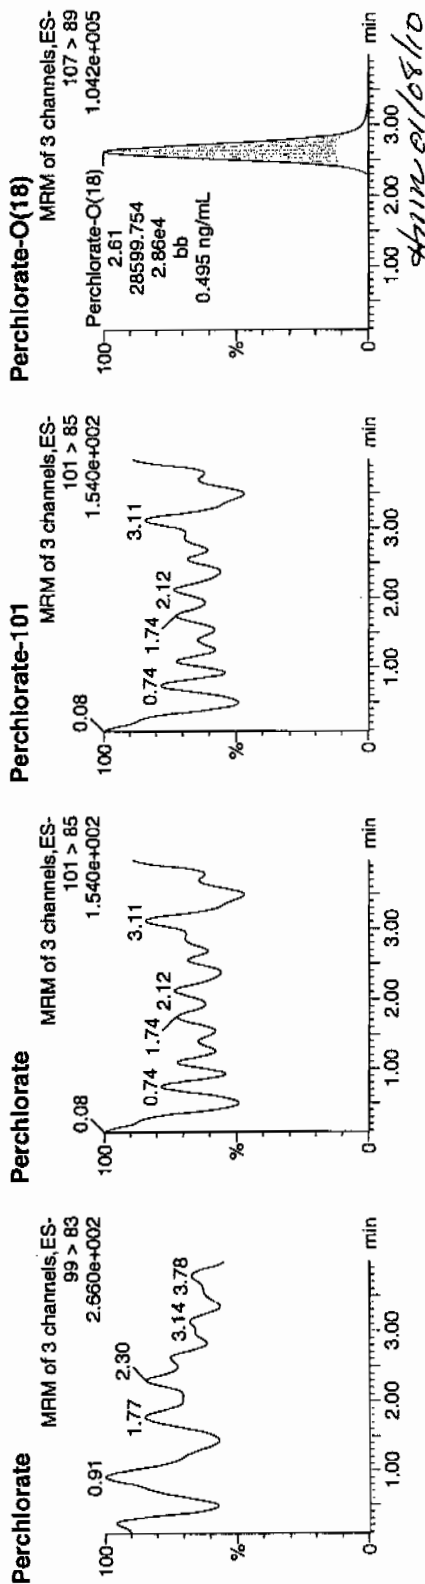 Perchlorate
MRM of 3 channels,ES-
99 > 83
2.660e+002
100
0.91
1.77
2.30
3.14
3.78
%
0
1.00
2.00
3.00
min
Perchlorate
MRM of 3 channels,ES-
101 > 85
1.540e+002
0.08
100
0.74
1.74
2.12
3.11
%
0
1.00
2.00
3.00
min
Perchlorate-101
MRM of 3 channels,ES-
101 > 85
1.540e+002
0.08
100
0.74
1.74
2.12
3.11
%
0
1.00
2.00
3.00
min
Perchlorate-O(18)
MRM of 3 channels,ES-
107 > 89
1.042e+005
100
Perchlorate-O(18)
2.61
28599.754
2.86e4
bb
0.495 ng/mL
%
0
1.00
2.00
3.00
min
01/08/10